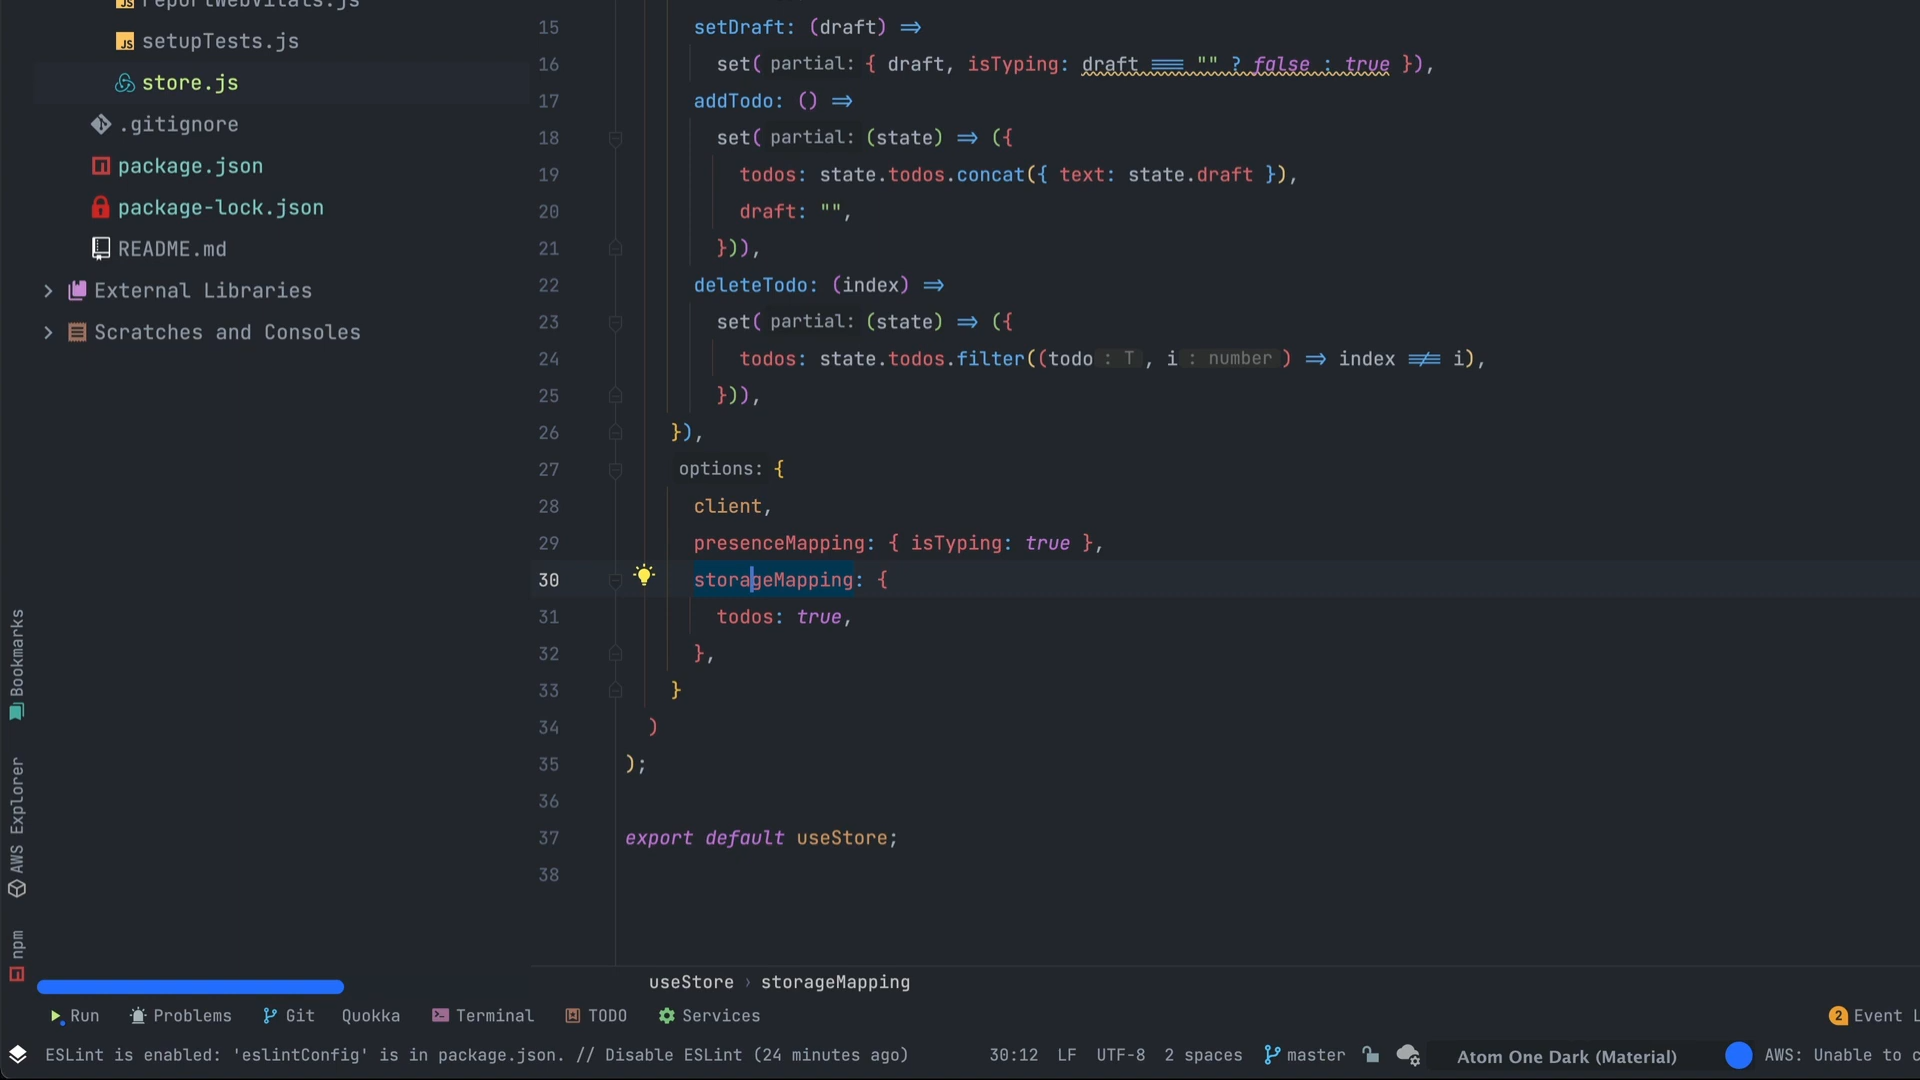 reportWebVitals.js
setupTests.js
store.js
.gitignore
package.json
package-lock.json
README.md
External Libraries
Scratches and Consoles
Bookmarks
AWS Explorer
npm
15 setDraft: (draft) =>
16 set( partial: { draft, isTyping: draft === "" ? false : true }),
17 addTodo: () =>
18 set( partial: (state) => ({
19 todos: state.todos.concat({ text: state.draft }),
20 draft: "",
21 })),
22 deleteTodo: (index) =>
23 set( partial: (state) => ({
24 todos: state.todos.filter((todo : T , i : number ) => index !== i),
25 })),
26 }),
27 options: {
28 client,
29 presenceMapping: { isTyping: true },
30 storageMapping: {
31 todos: true,
32 },
33 }
34 )
35 );
36
37 export default useStore;
38
useStore › storageMapping
Run Problems Git Quokka Terminal TODO Services 2 Event L
ESLint is enabled: 'eslintConfig' is in package.json. // Disable ESLint (24 minutes ago) 30:12 LF UTF-8 2 spaces master Atom One Dark (Material) AWS: Unable to c